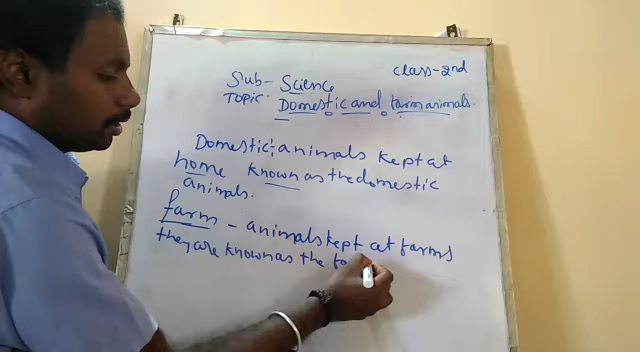 class-2nd
Sub- Science
TOPIC: Domestic and farm animals.
Domestic:- animals kept at
home known as the domestic
animals.
farm - animals kept at farms
they are known as the fa